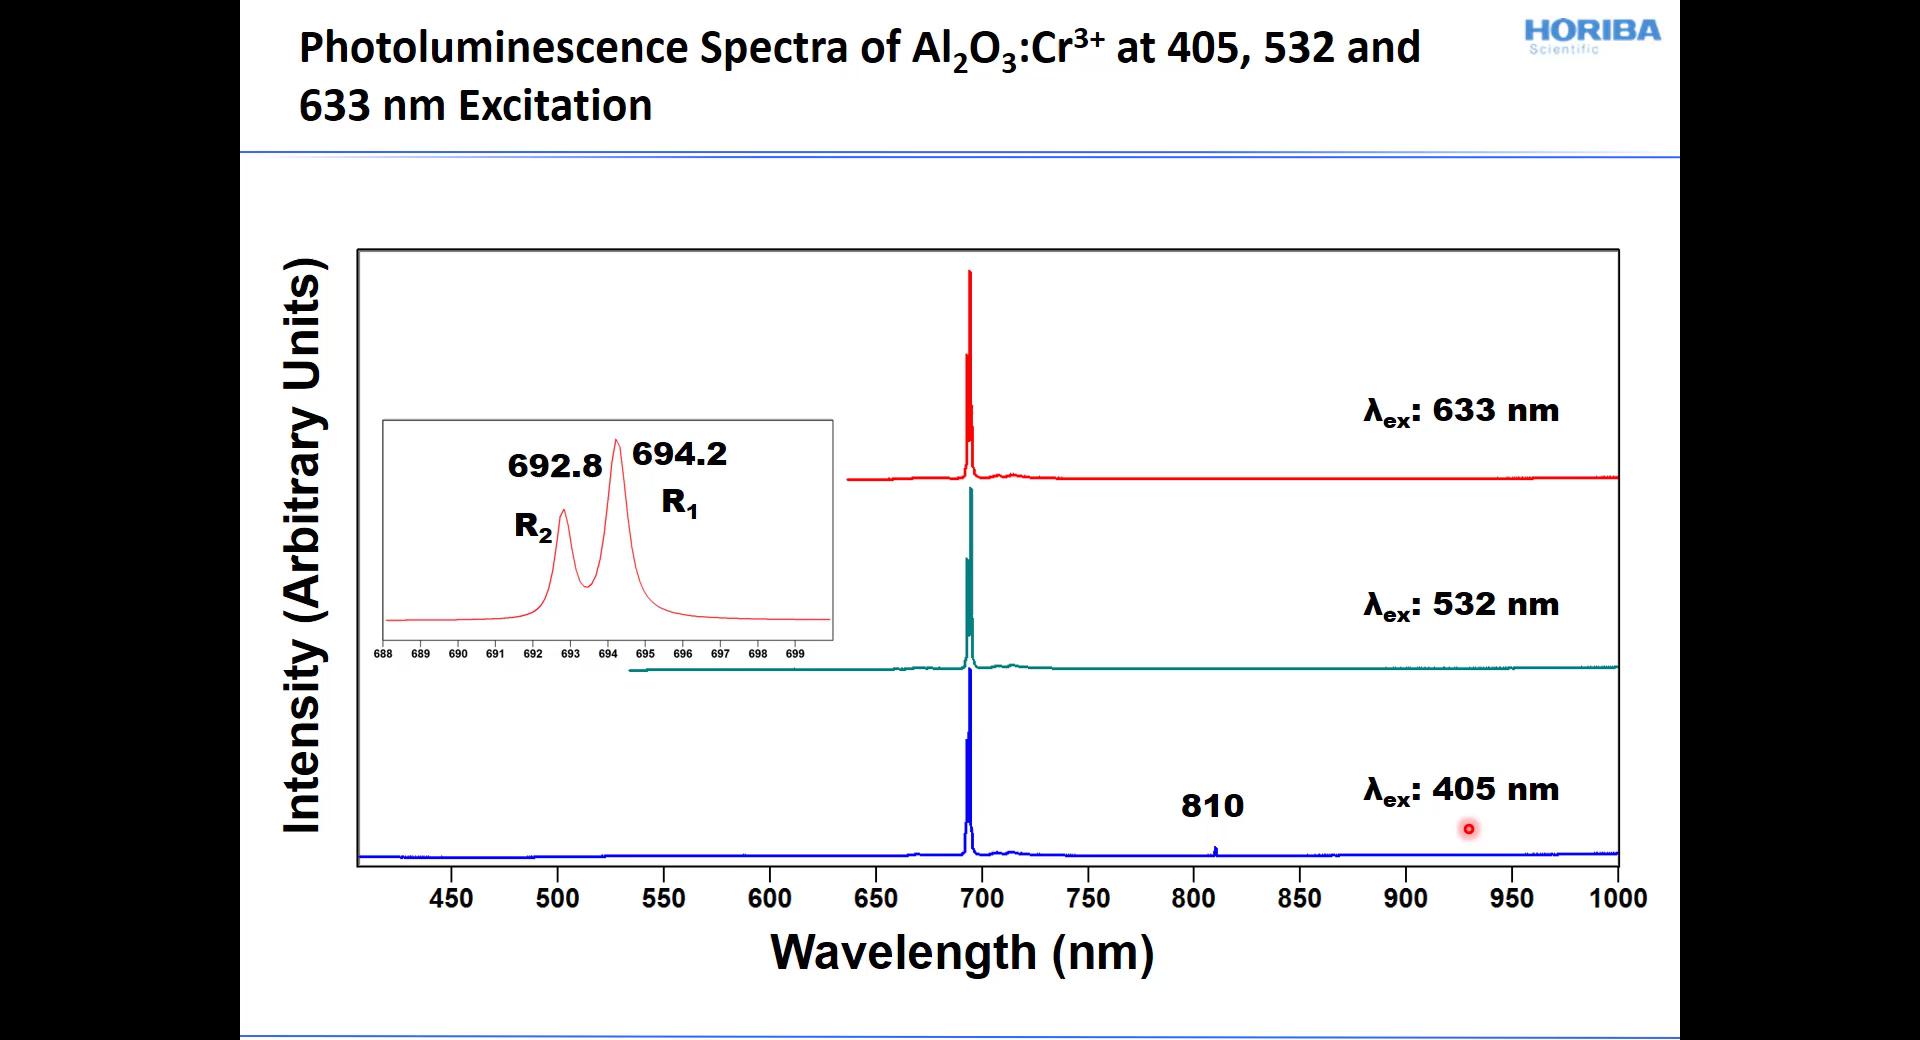 Photoluminescence Spectra of Al₂O₃:Cr³⁺ at 405, 532 and
633 nm Excitation
HORIBA
Scientific
Intensity (Arbitrary Units)
λex: 633 nm
692.8
694.2
R₂
R₁
688 689 690 691 692 693 694 695 696 697 698 699
λex: 532 nm
λex: 405 nm
810
450 500 550 600 650 700 750 800 850 900 950 1000
Wavelength (nm)